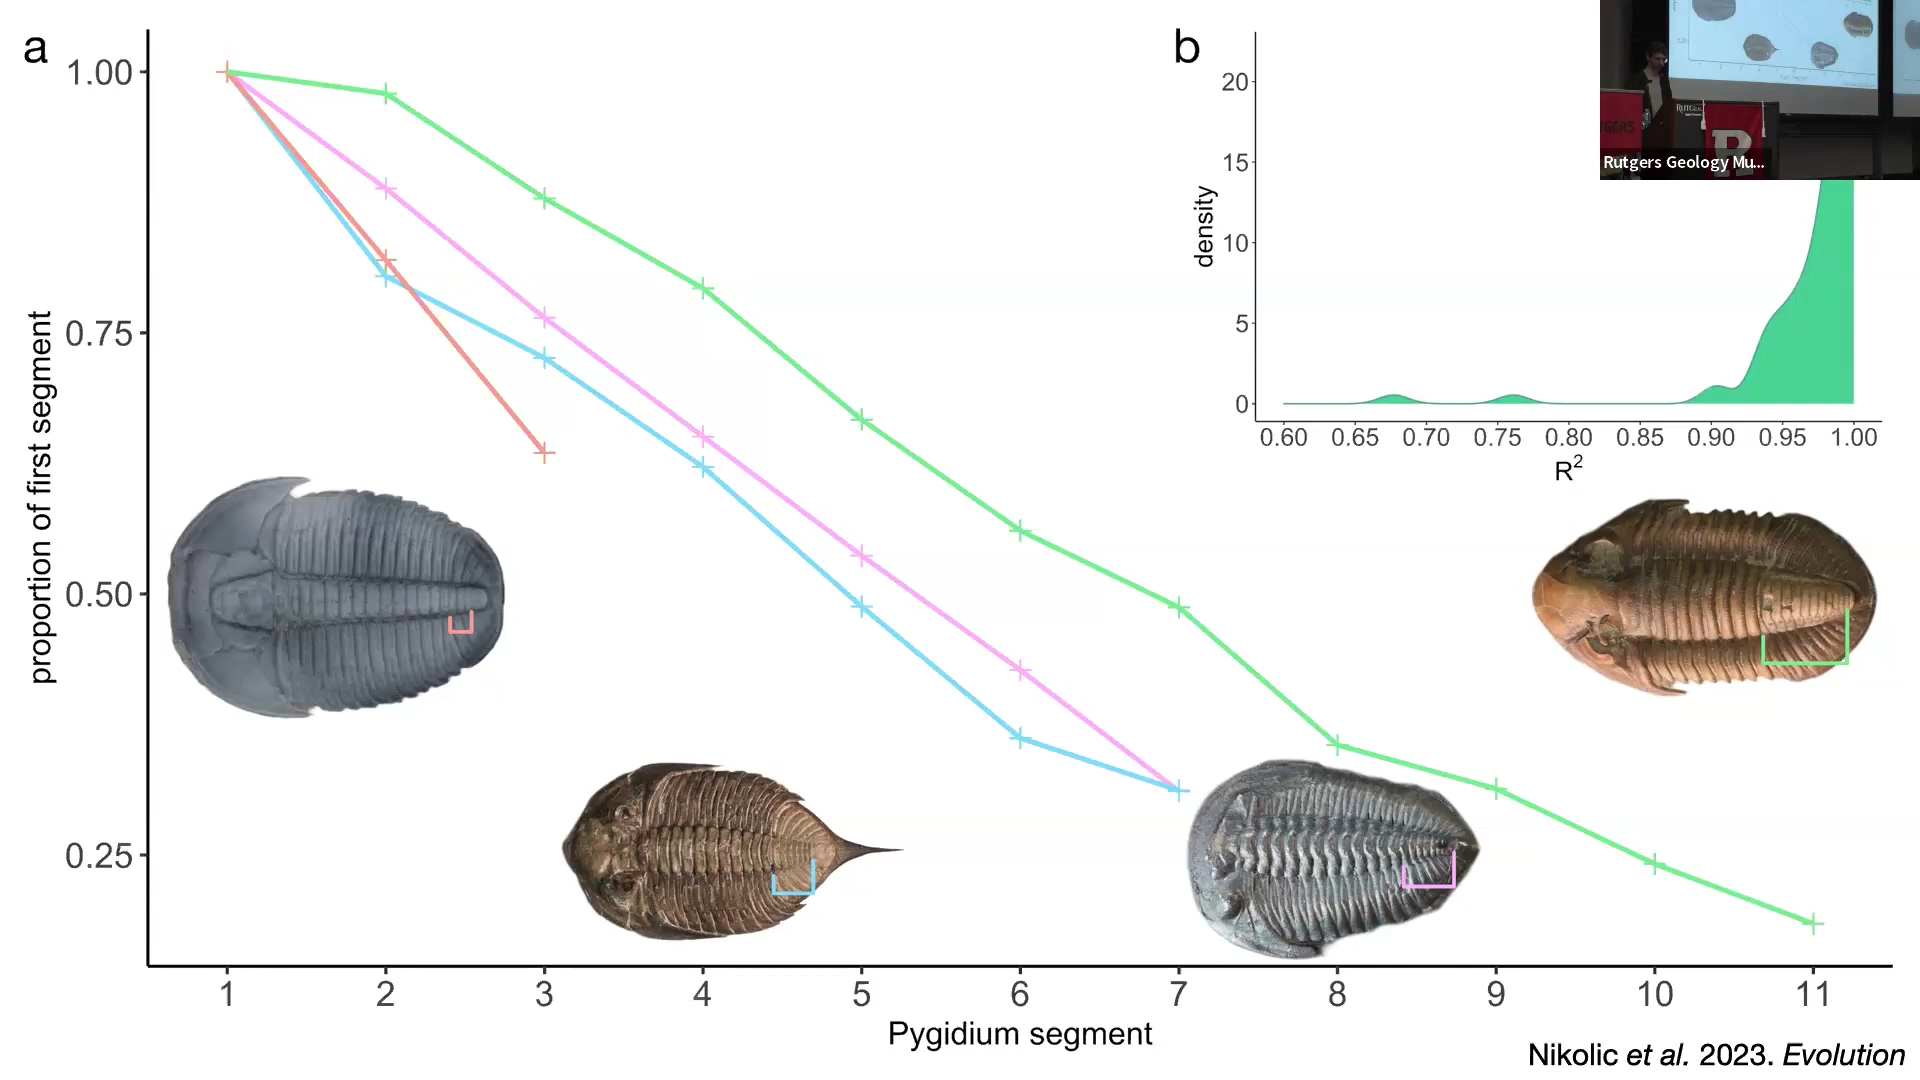 a
1.00
0.75
0.50
0.25
proportion of first segment
1 2 3 4 5 6 7 8 9 10 11
Pygidium segment
b
20
15
10
5
0
density
0.60 0.65 0.70 0.75 0.80 0.85 0.90 0.95 1.00
R²
RUTGERS
R
Rutgers Geology Mu...
Nikolic et al. 2023. Evolution